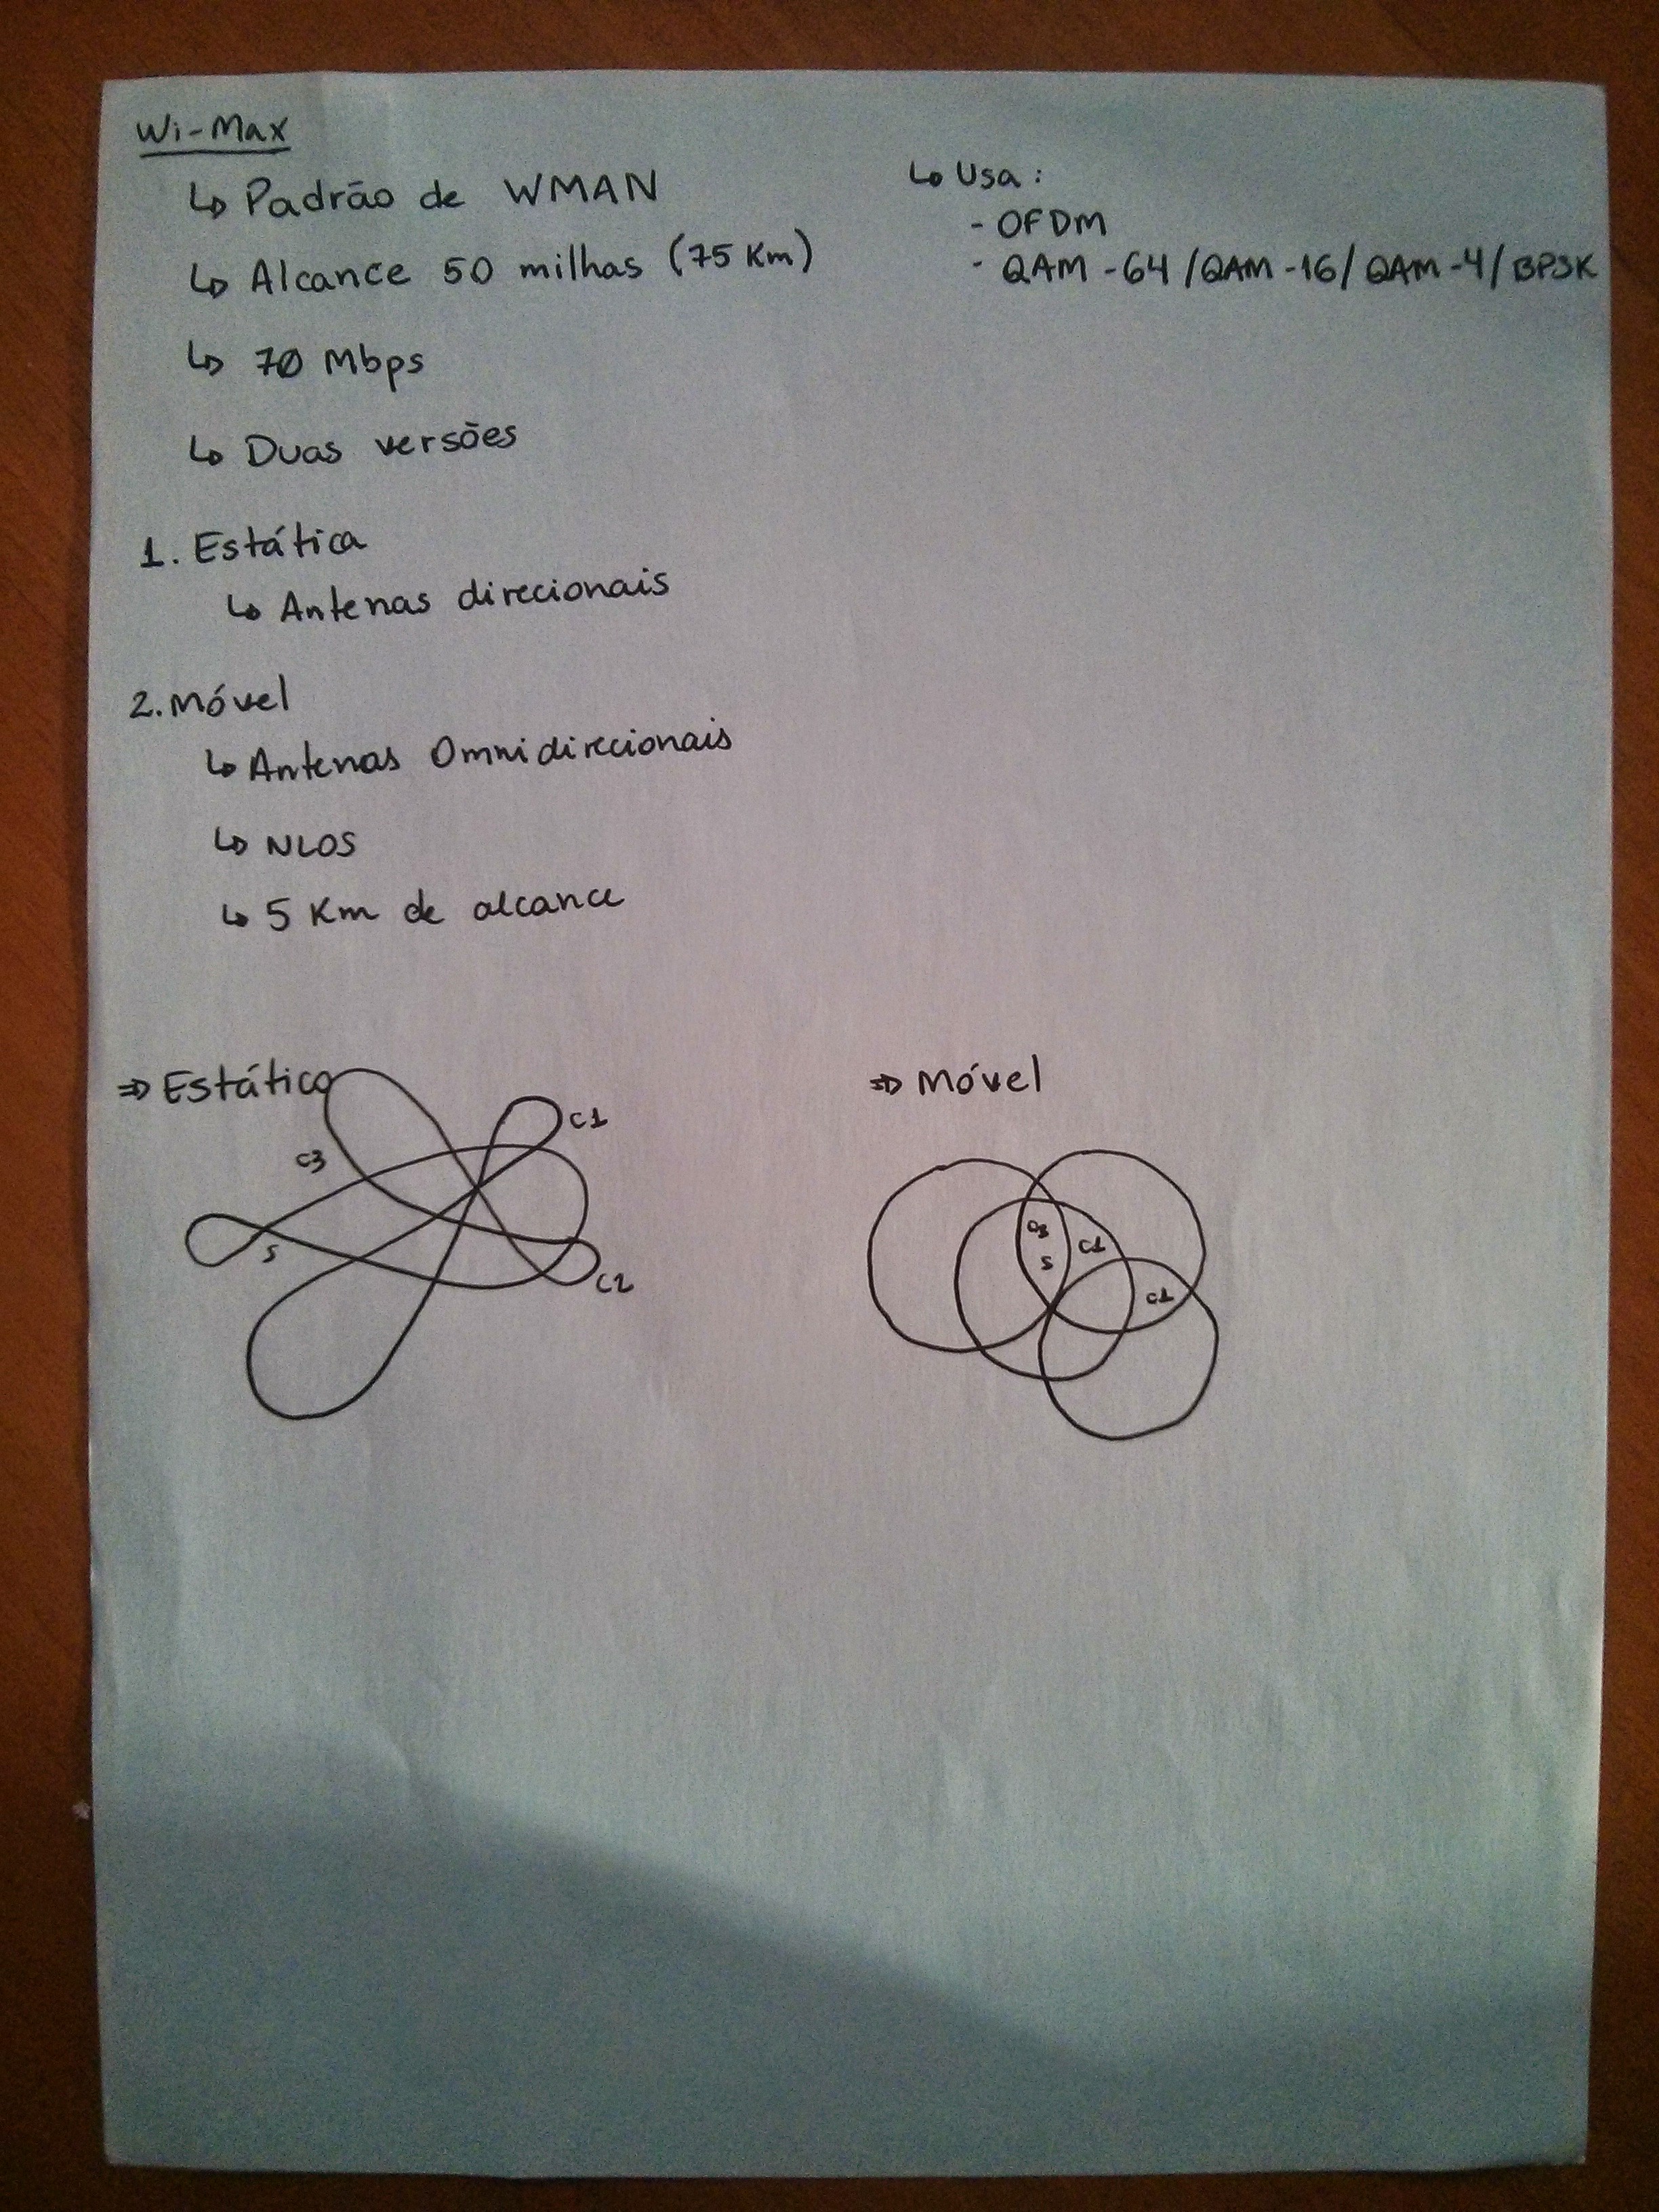 Wi-Max
↳ Padrão de WMAN
↳ Alcance 50 milhas (75 Km)
↳ 70 Mbps
↳ Duas versões
↳ Usa:
- OFDM
- QAM -64 / QAM -16 / QAM -4 / BPSK
1. Estática
↳ Antenas direcionais
2. Móvel
↳ Antenas Omnidirecionais
↳ NLOS
↳ 5 Km de alcance
⇒ Estático
C1
C3
S
C2
⇒ Móvel
C3
C1
S
C1